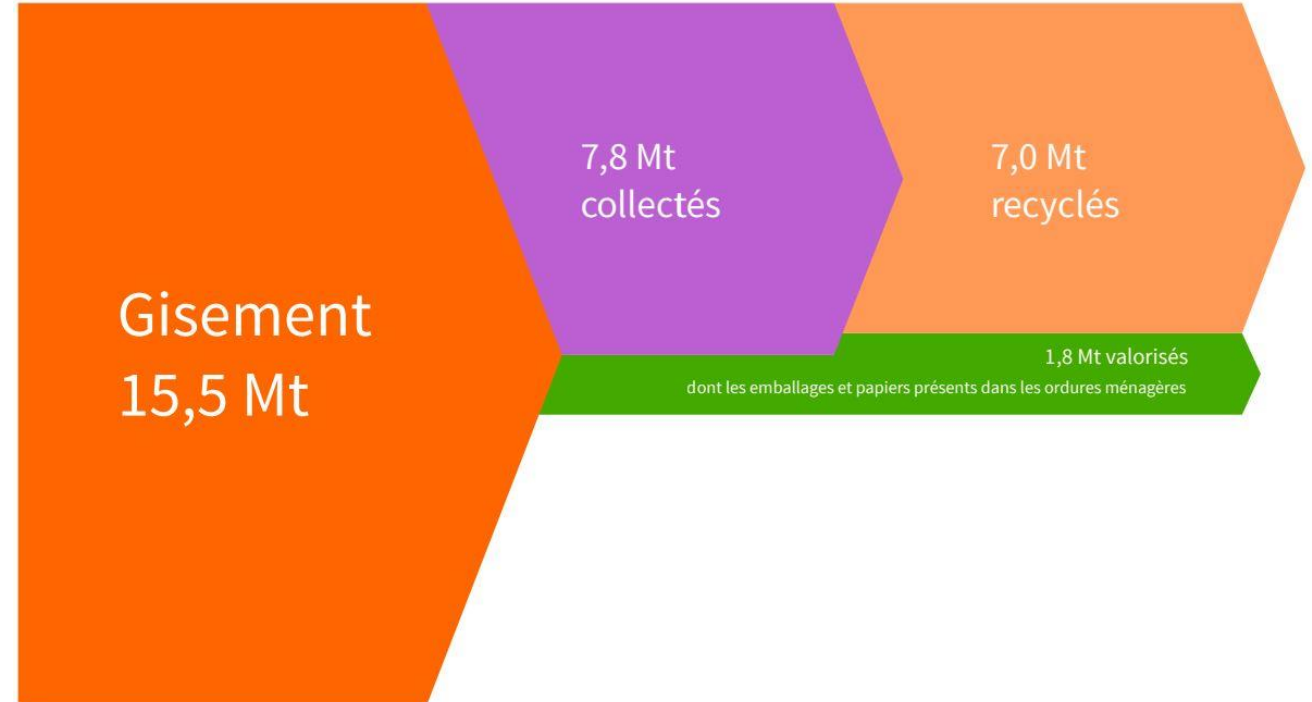 Gisement
15,5 Mt
7,8 Mt
collectés
7,0 Mt
recyclés
1,8 Mt valorisés
dont les emballages et papiers présents dans les ordures ménagères